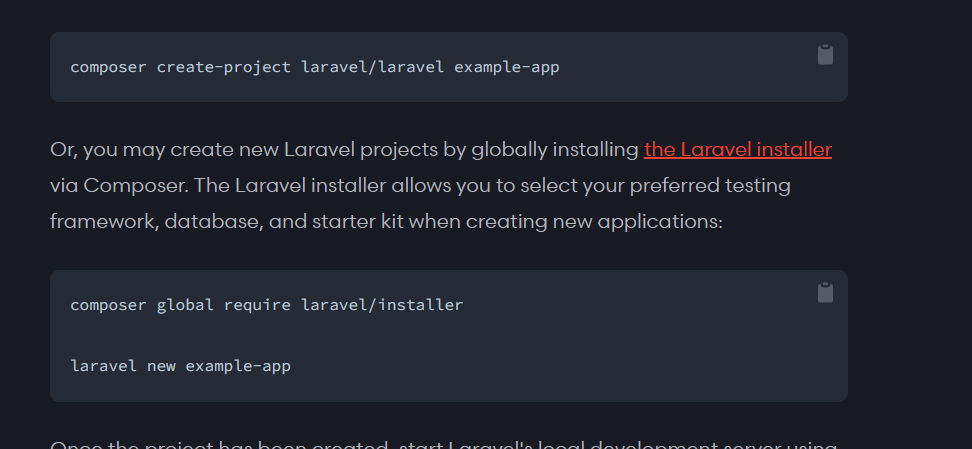 composer create-project laravel/laravel example-app
Or, you may create new Laravel projects by globally installing the Laravel installer
via Composer. The Laravel installer allows you to select your preferred testing
framework, database, and starter kit when creating new applications:
composer global require laravel/installer
laravel new example-app
Once the project has been created, start Laravel's local development server using